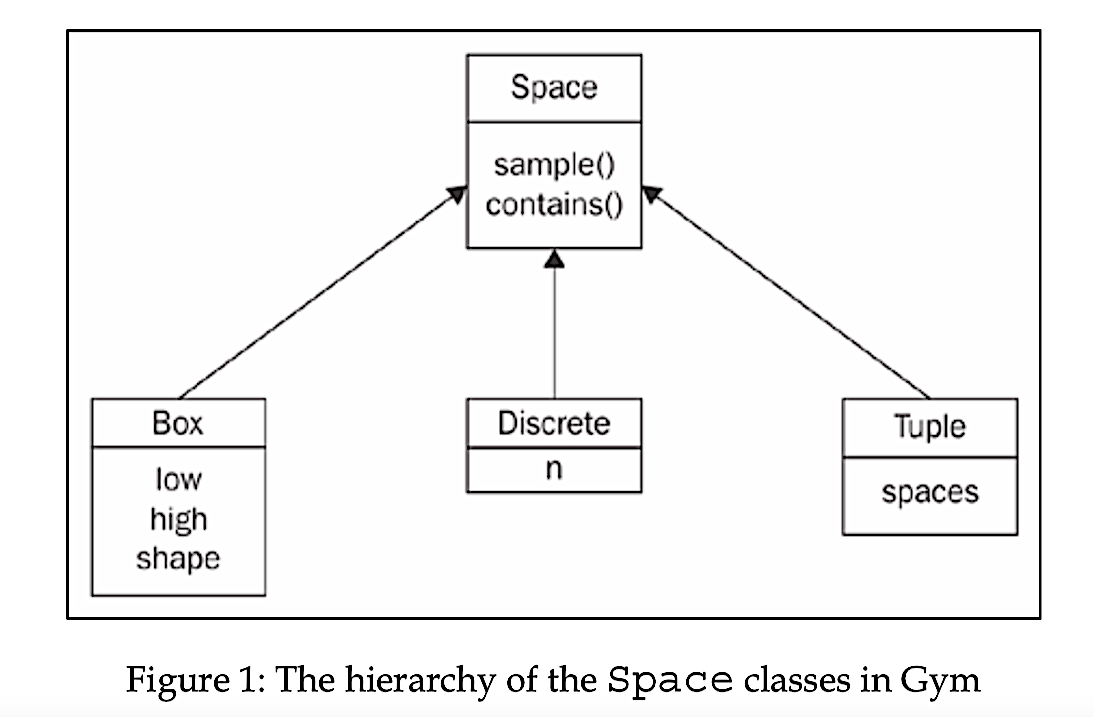 Space
sample()
contains()
Box
low
high
shape
Discrete
n
Tuple
spaces
Figure 1: The hierarchy of the Space classes in Gym